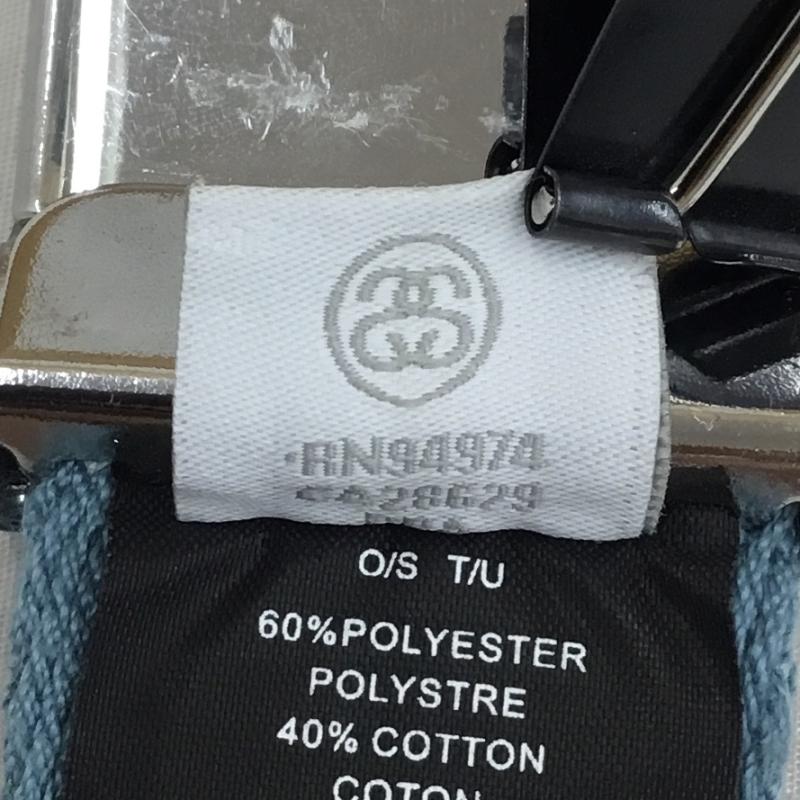 RN94974
CA28629
O/S T/U
60%POLYESTER
POLYSTRE
40% COTTON
COTON